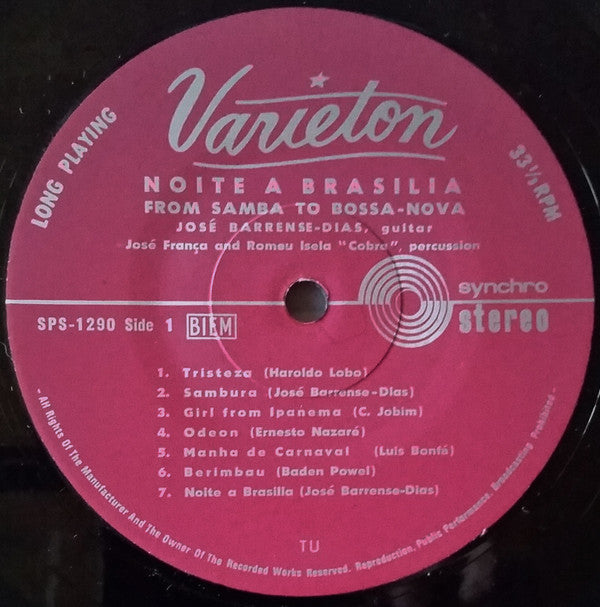 Varieton
LONG PLAYING
33 1/3 RPM
NOITE A BRASILIA
FROM SAMBA TO BOSSA-NOVA
JOSÉ BARRENSE-DIAS, guitar
José França and Romeu Isela "Cobra", percussion
synchro
stereo
SPS-1290 Side 1 BIEM
1. Tristeza (Haroldo Lobo)
2. Sambura (José Barrense-Dias)
3. Girl from Ipanema (C. Jobim)
4. Odeon (Ernesto Nazaré)
5. Manha de Carnaval (Luis Bonfá)
6. Berimbau (Baden Powel)
7. Noite a Brasilia (José Barrense-Dias)
TU
- All Rights Of The Manufacturer And The Owner Of The Recorded Works Reserved. Reproduction, Public Performance, Broadcasting Prohibited -